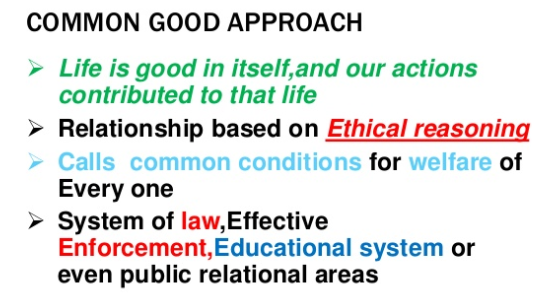 COMMON GOOD APPROACH
Life is good in itself,and our actions
contributed to that life
Relationship based on Ethical reasoning
Calls common conditions for welfare of
Every one
System of law,Effective
Enforcement,Educational system or
even public relational areas